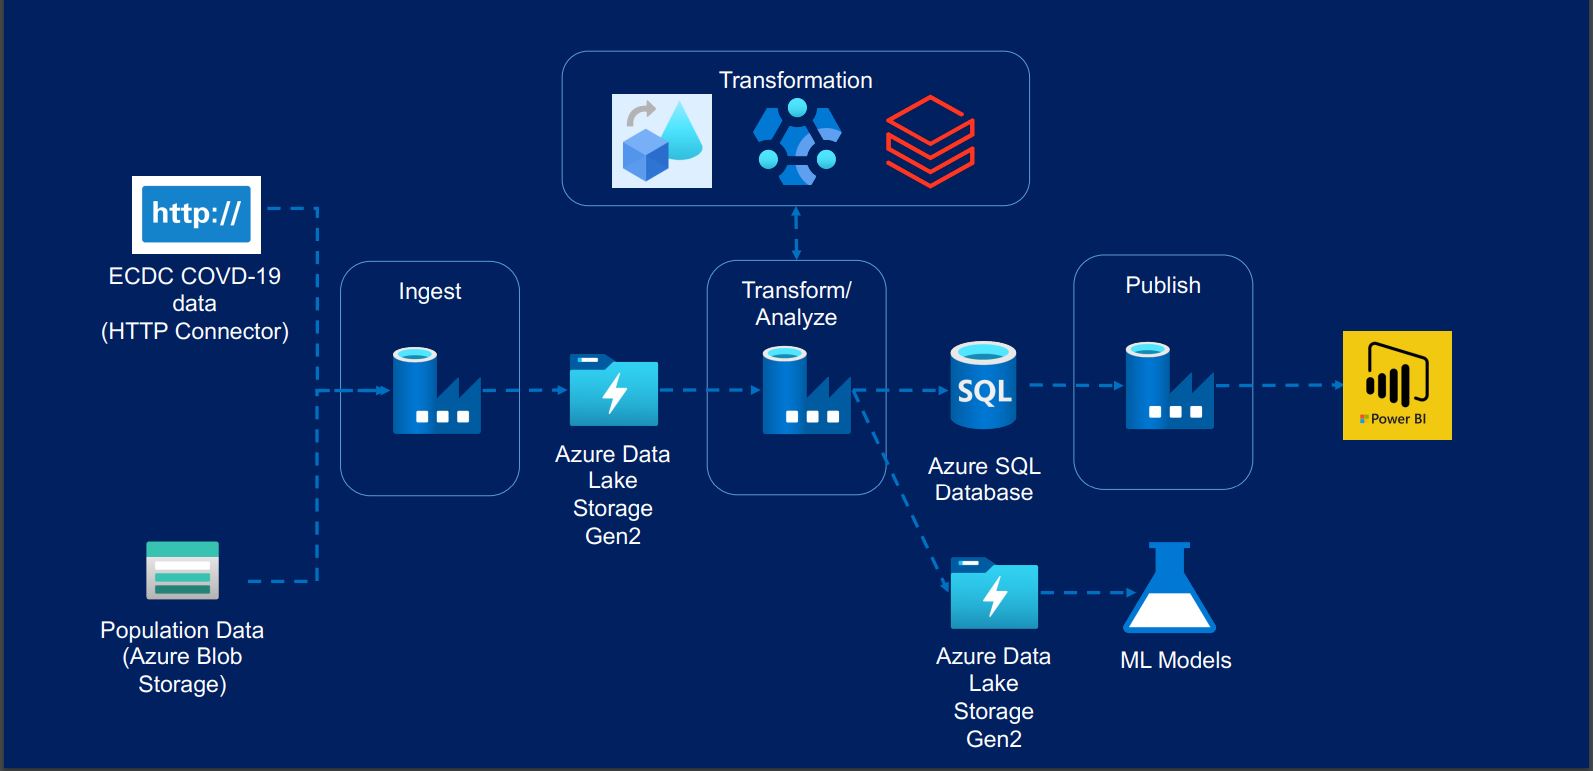 Transformation
http://
ECDC COVD-19
data
(HTTP Connector)
Ingest
Transform/
Analyze
Publish
SQL
Power BI
Azure Data
Lake
Storage
Gen2
Azure SQL
Database
Population Data
(Azure Blob
Storage)
Azure Data
Lake
Storage
Gen2
ML Models